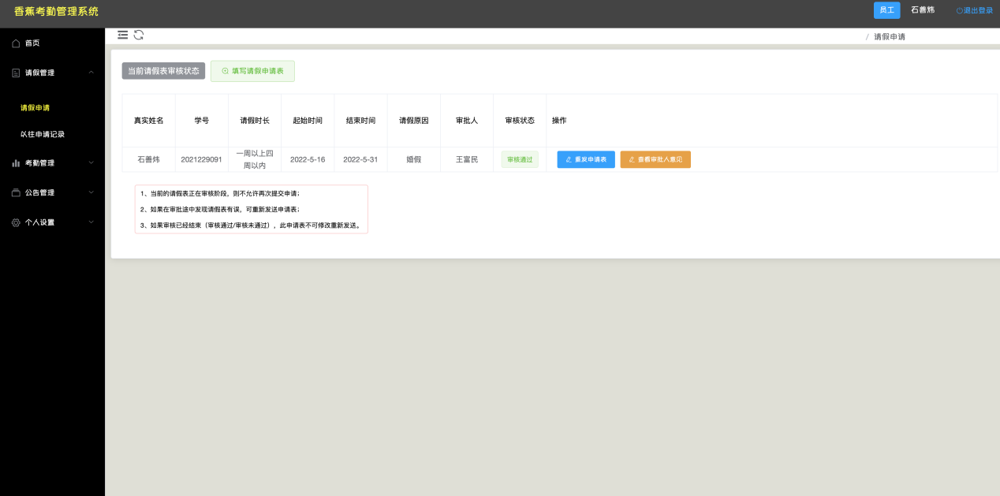 香蕉考勤管理系统
员工
石善炜
退出登录
首页
请假管理
请假申请
以往申请记录
考勤管理
公告管理
个人设置
/ 请假申请
当前请假表审核状态
填写请假申请表
真实姓名 学号 请假时长 起始时间 结束时间 请假原因 审批人 审核状态 操作
石善炜 2021229091 一周以上四周以内 2022-5-16 2022-5-31 婚假 王富民 审核通过 重发申请表 查看审批人意见
1、当前的请假表正在审核阶段，则不允许再次提交申请；
2、如果在审批途中发现请假表有误，可重新发送申请表；
3、如果审核已经结束（审核通过/审核未通过），此申请表不可修改重新发送。